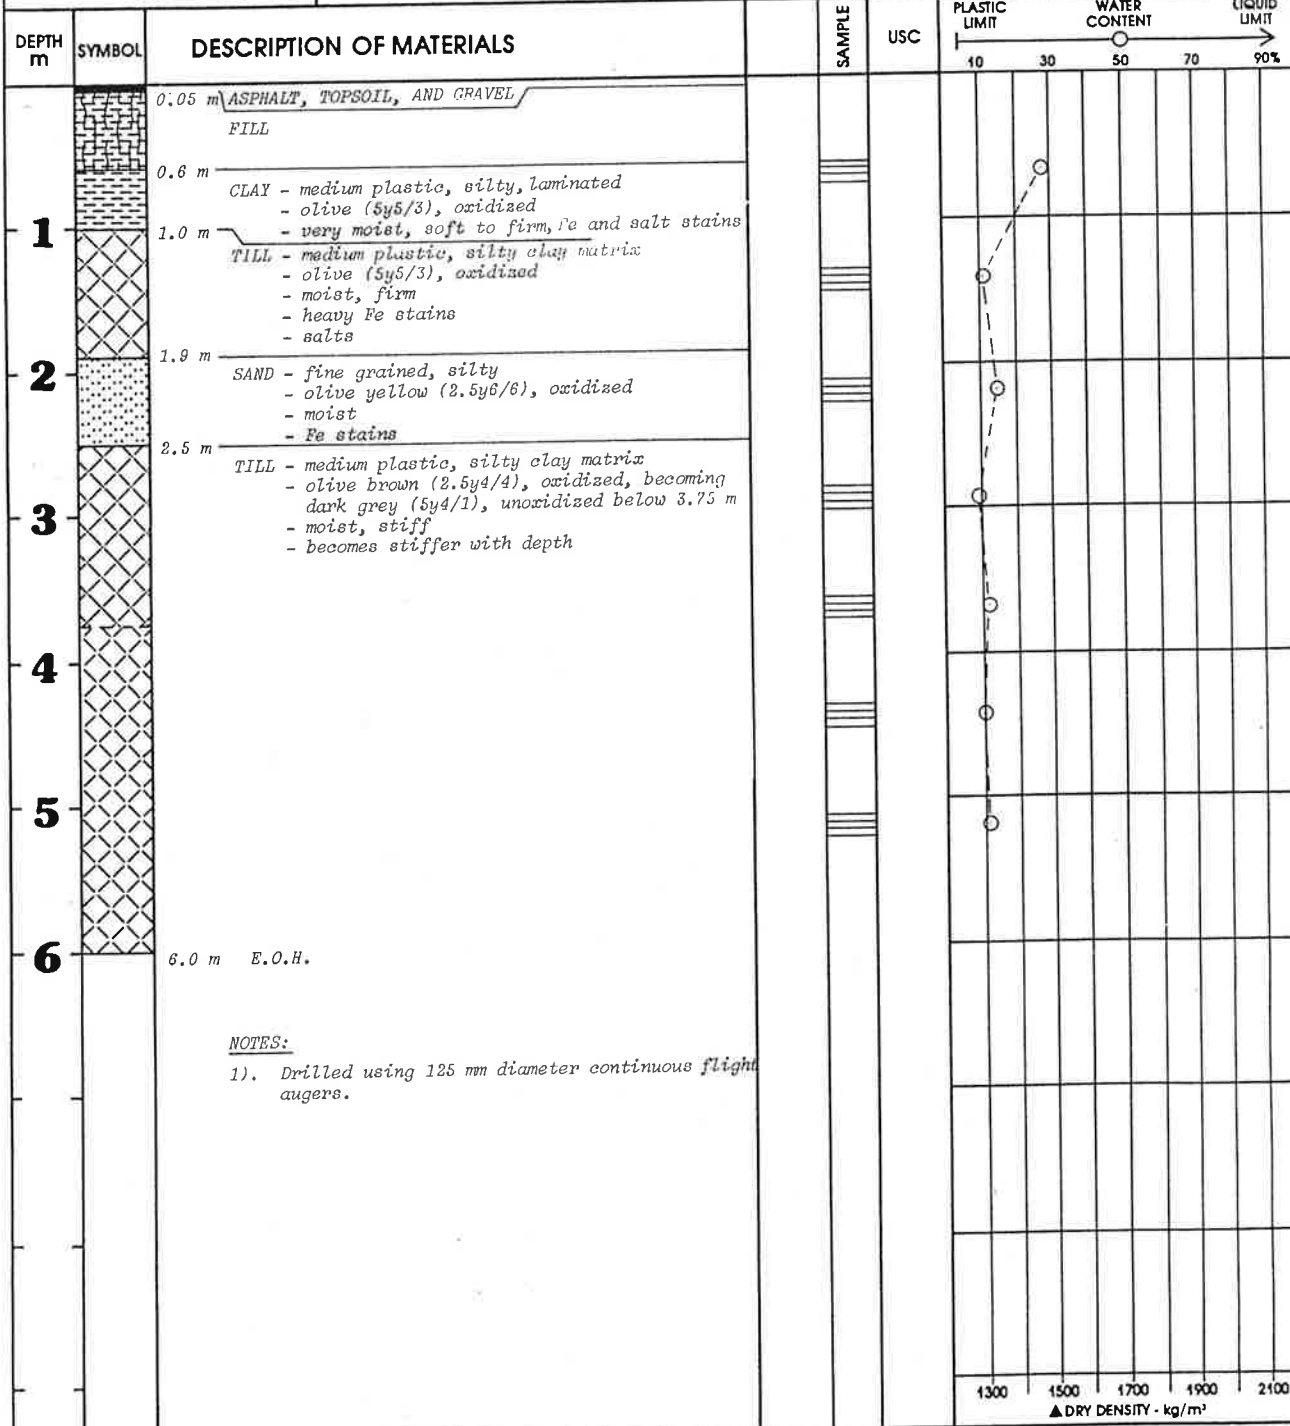 DEPTH m
SYMBOL
DESCRIPTION OF MATERIALS
SAMPLE
USC
PLASTIC LIMIT
WATER CONTENT
LIQUID LIMIT
10 30 50 70 90%
0.05 m ASPHALT, TOPSOIL, AND GRAVEL
FILL
0.6 m
CLAY - medium plastic, silty, laminated
- olive (5y5/3), oxidized
- very moist, soft to firm, Fe and salt stains
1
1.0 m
TILL - medium plastic, silty clay matrix
- olive (5y5/3), oxidized
- moist, firm
- heavy Fe stains
- salts
1.9 m
2
SAND - fine grained, silty
- olive yellow (2.5y6/6), oxidized
- moist
- Fe stains
2.5 m
TILL - medium plastic, silty clay matrix
- olive brown (2.5y4/4), oxidized, becoming
dark grey (5y4/1), unoxidized below 3.75 m
3
- moist, stiff
- becomes stiffer with depth
4
5
6
6.0 m E.O.H.
NOTES:
1). Drilled using 125 mm diameter continuous flight
augers.
1300 1500 1700 1900 2100
▲ DRY DENSITY - kg/m³